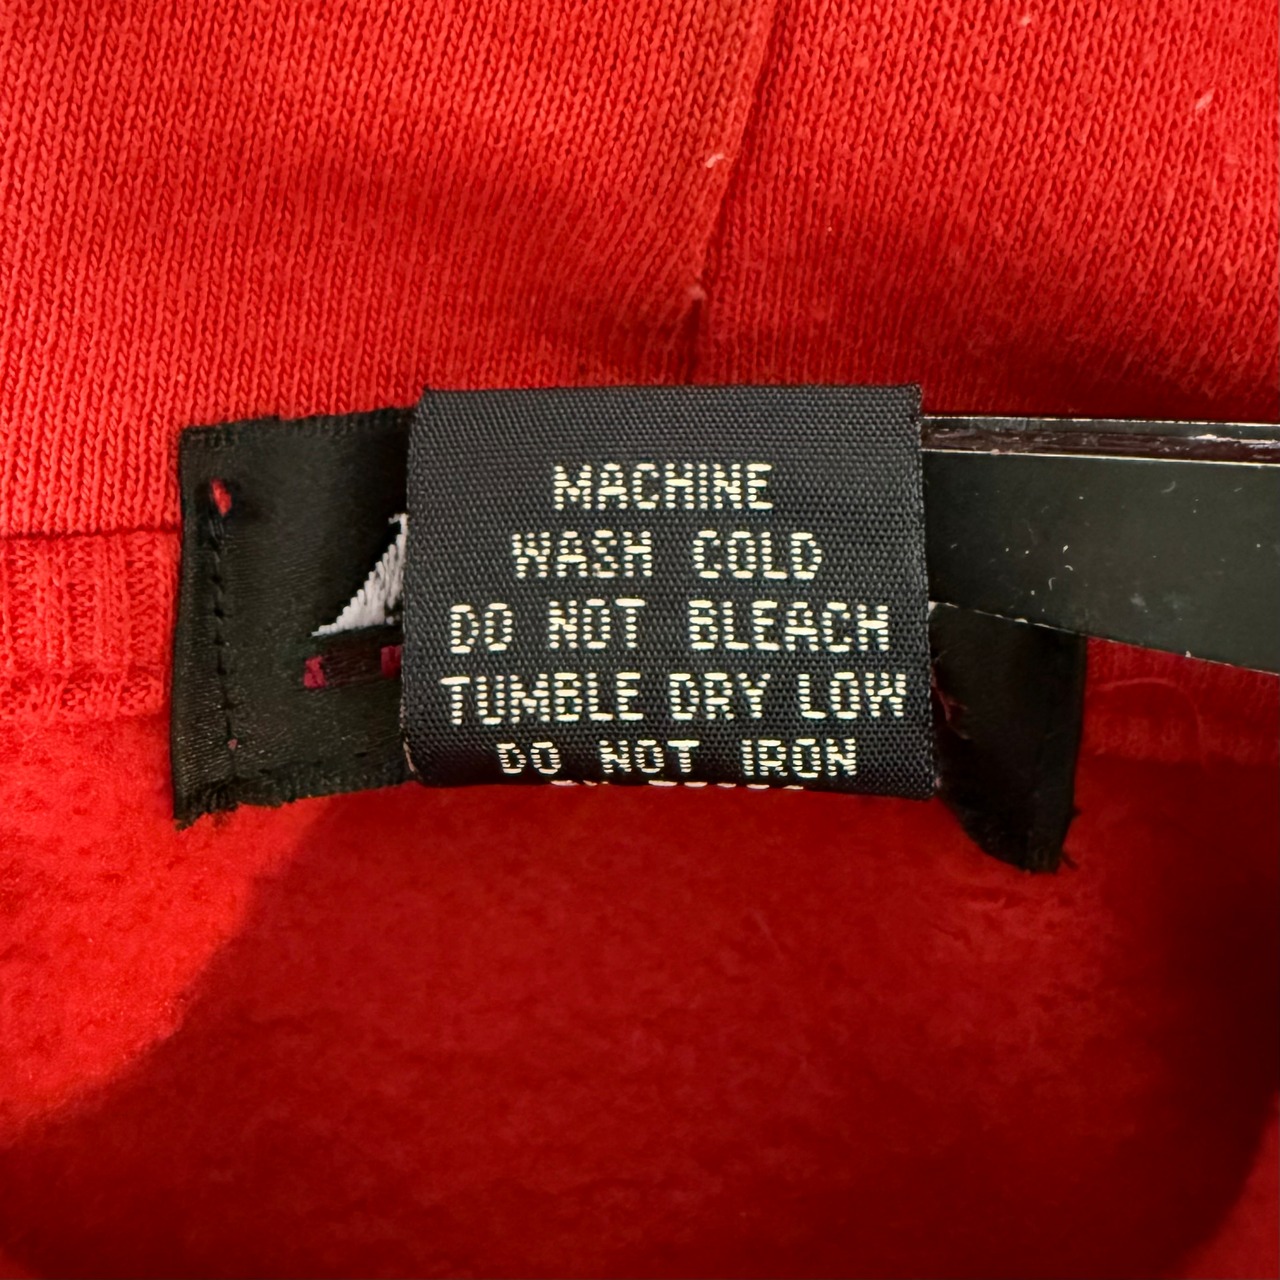 MACHINE
WASH COLD
DO NOT BLEACH
TUMBLE DRY LOW
DO NOT IRON